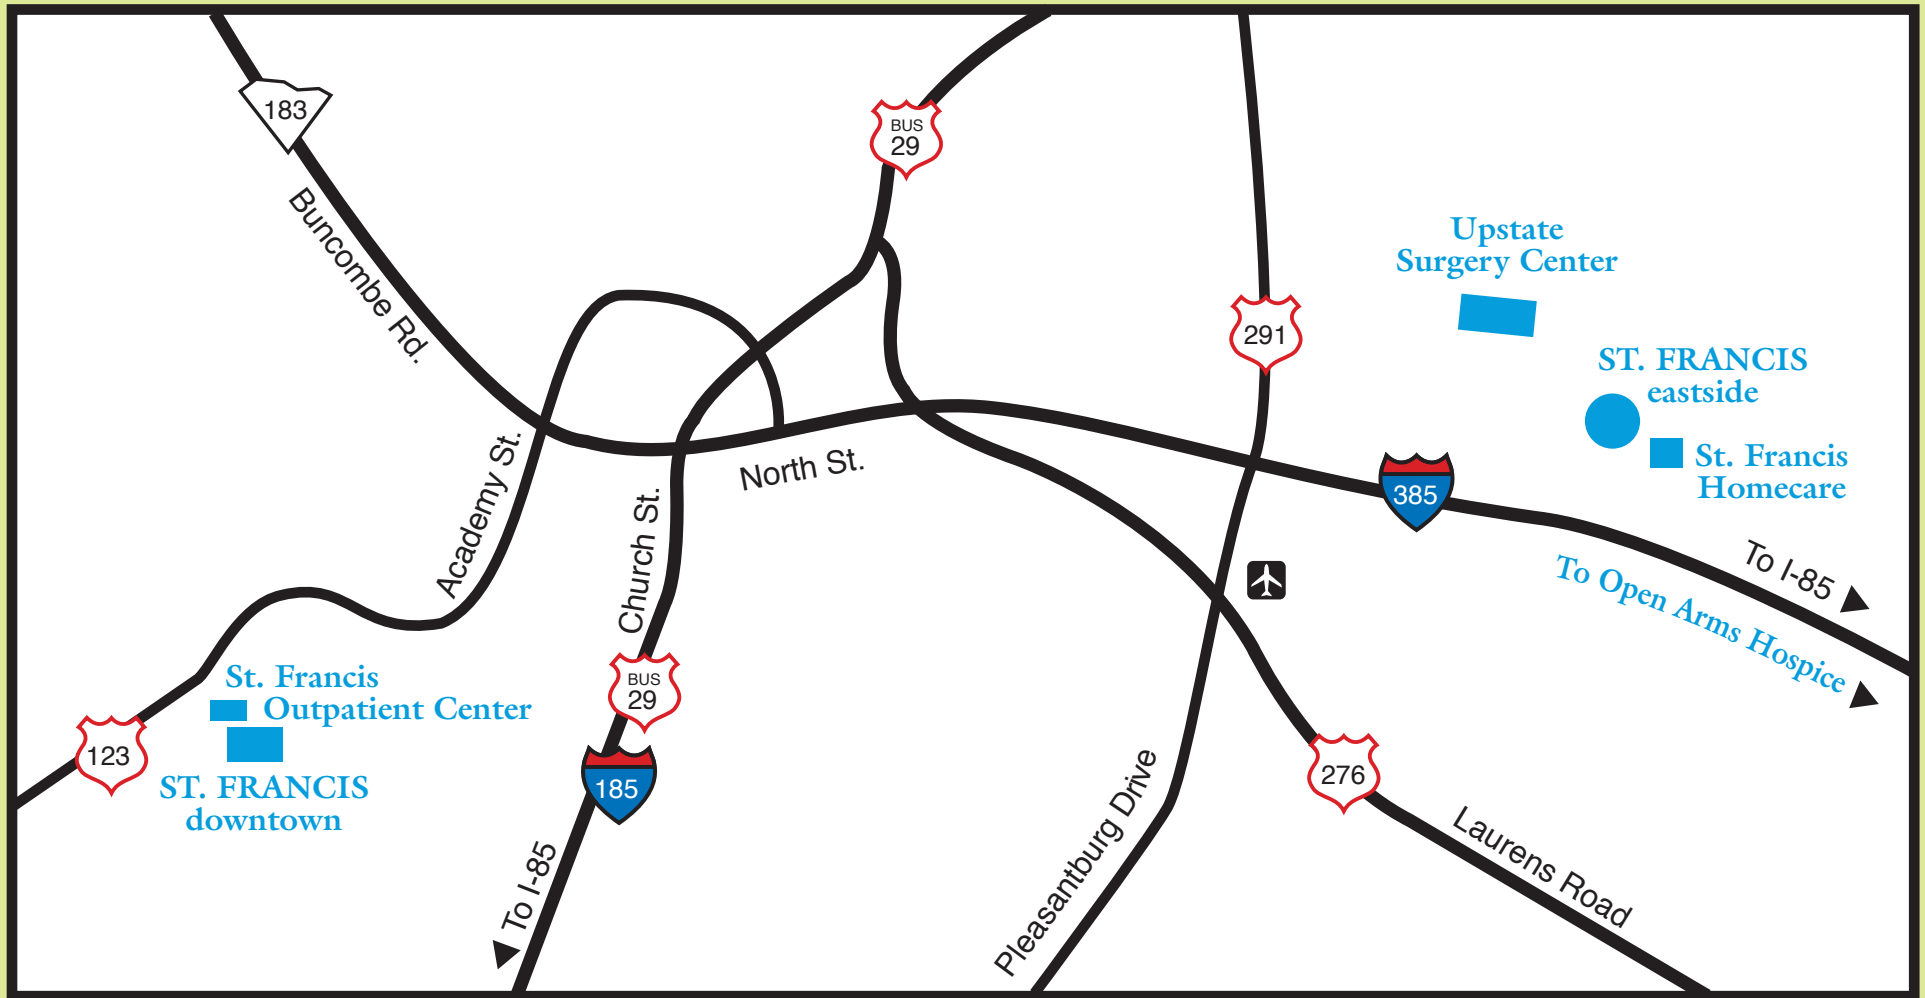 183
Buncombe Rd.
BUS
29
291
Upstate
Surgery Center
ST. FRANCIS
eastside
St. Francis
Homecare
385
To I-85
To Open Arms Hospice
Academy St.
Church St.
North St.
St. Francis
Outpatient Center
ST. FRANCIS
downtown
123
BUS
29
185
To I-85
Pleasantburg Drive
276
Laurens Road